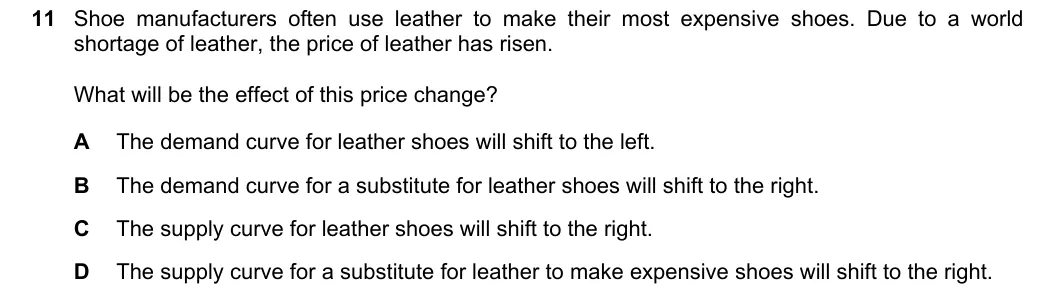 11 Shoe manufacturers often use leather to make their most expensive shoes. Due to a world
shortage of leather, the price of leather has risen.
What will be the effect of this price change?
A The demand curve for leather shoes will shift to the left.
B The demand curve for a substitute for leather shoes will shift to the right.
C The supply curve for leather shoes will shift to the right.
D The supply curve for a substitute for leather to make expensive shoes will shift to the right.